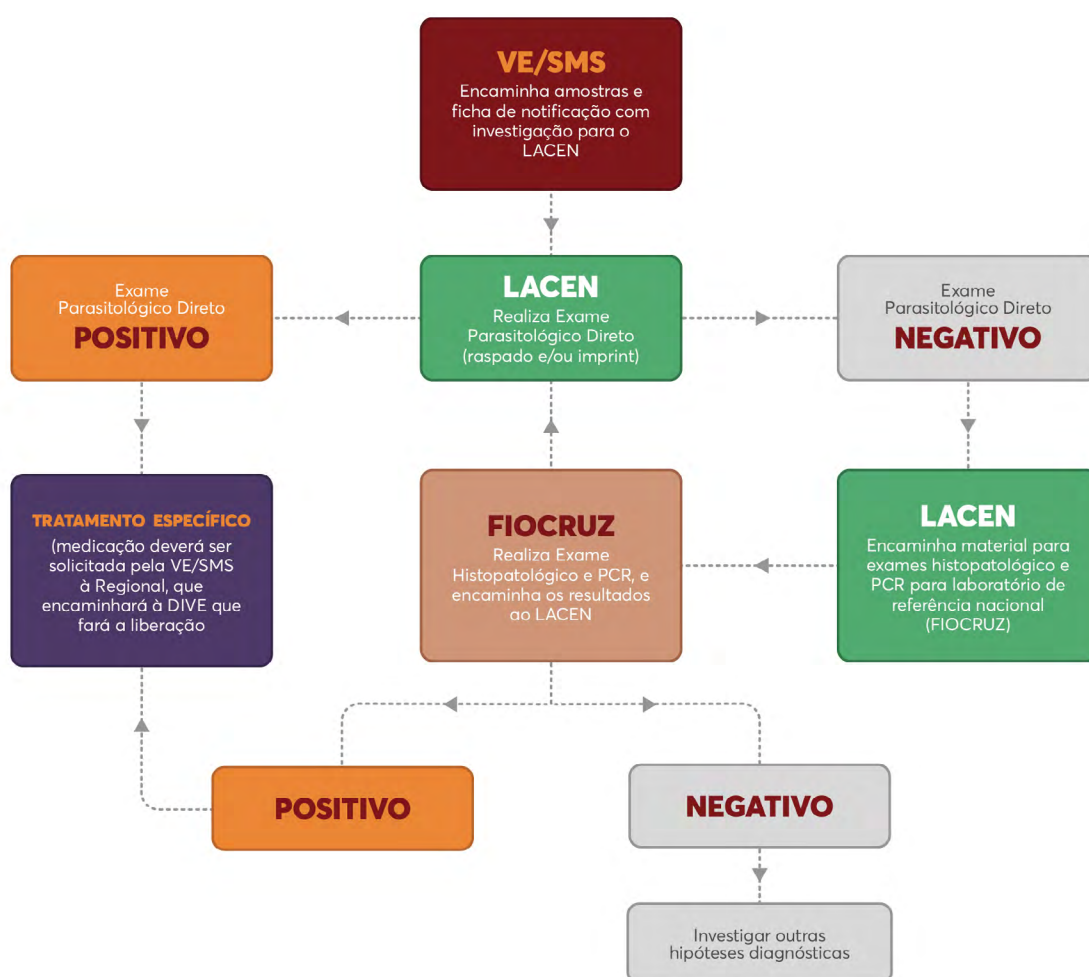 VE/SMS
Encaminha amostras e
ficha de notificação com
investigação para o
LACEN
Exame
Parasitológico Direto
POSITIVO
LACEN
Realiza Exame
Parasitológico Direto
(raspado e/ou imprint)
Exame
Parasitológico Direto
NEGATIVO
TRATAMENTO ESPECÍFICO
(medicação deverá ser
solicitada pela VE/SMS
à Regional, que
encaminhará à DIVE que
fará a liberação
FIOCRUZ
Realiza Exame
Histopatológico e PCR, e
encaminha os resultados
ao LACEN
LACEN
Encaminha material para
exames histopatológico e
PCR para laboratório de
referência nacional
(FIOCRUZ)
POSITIVO
NEGATIVO
Investigar outras
hipóteses diagnósticas